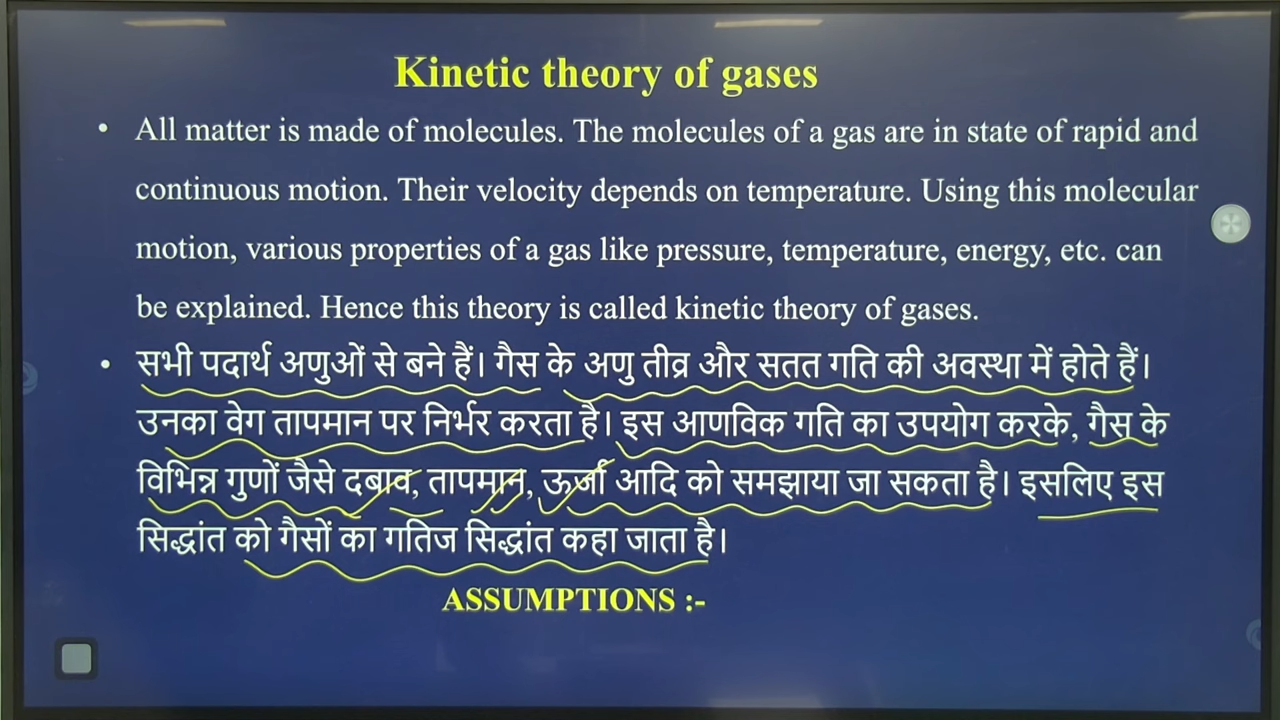 Kinetic theory of gases
• All matter is made of molecules. The molecules of a gas are in state of rapid and
continuous motion. Their velocity depends on temperature. Using this molecular
motion, various properties of a gas like pressure, temperature, energy, etc. can
be explained. Hence this theory is called kinetic theory of gases.
• सभी पदार्थ अणुओं से बने हैं। गैस के अणु तीव्र और सतत गति की अवस्था में होते हैं।
उनका वेग तापमान पर निर्भर करता है। इस आणविक गति का उपयोग करके, गैस के
विभिन्न गुणों जैसे दबाव, तापमान, ऊर्जा आदि को समझाया जा सकता है। इसलिए इस
सिद्धांत को गैसों का गतिज सिद्धांत कहा जाता है।
ASSUMPTIONS :-